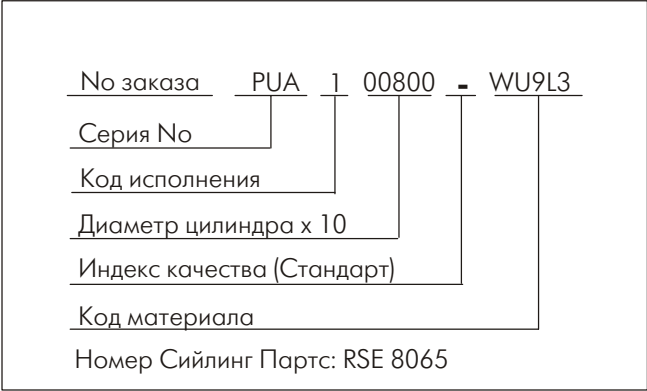 No заказа PUA 1 00800 - WU9L3
Серия No
Код исполнения
Диаметр цилиндра x 10
Индекс качества (Стандарт)
Код материала
Номер Сийлинг Партс: RSE 8065